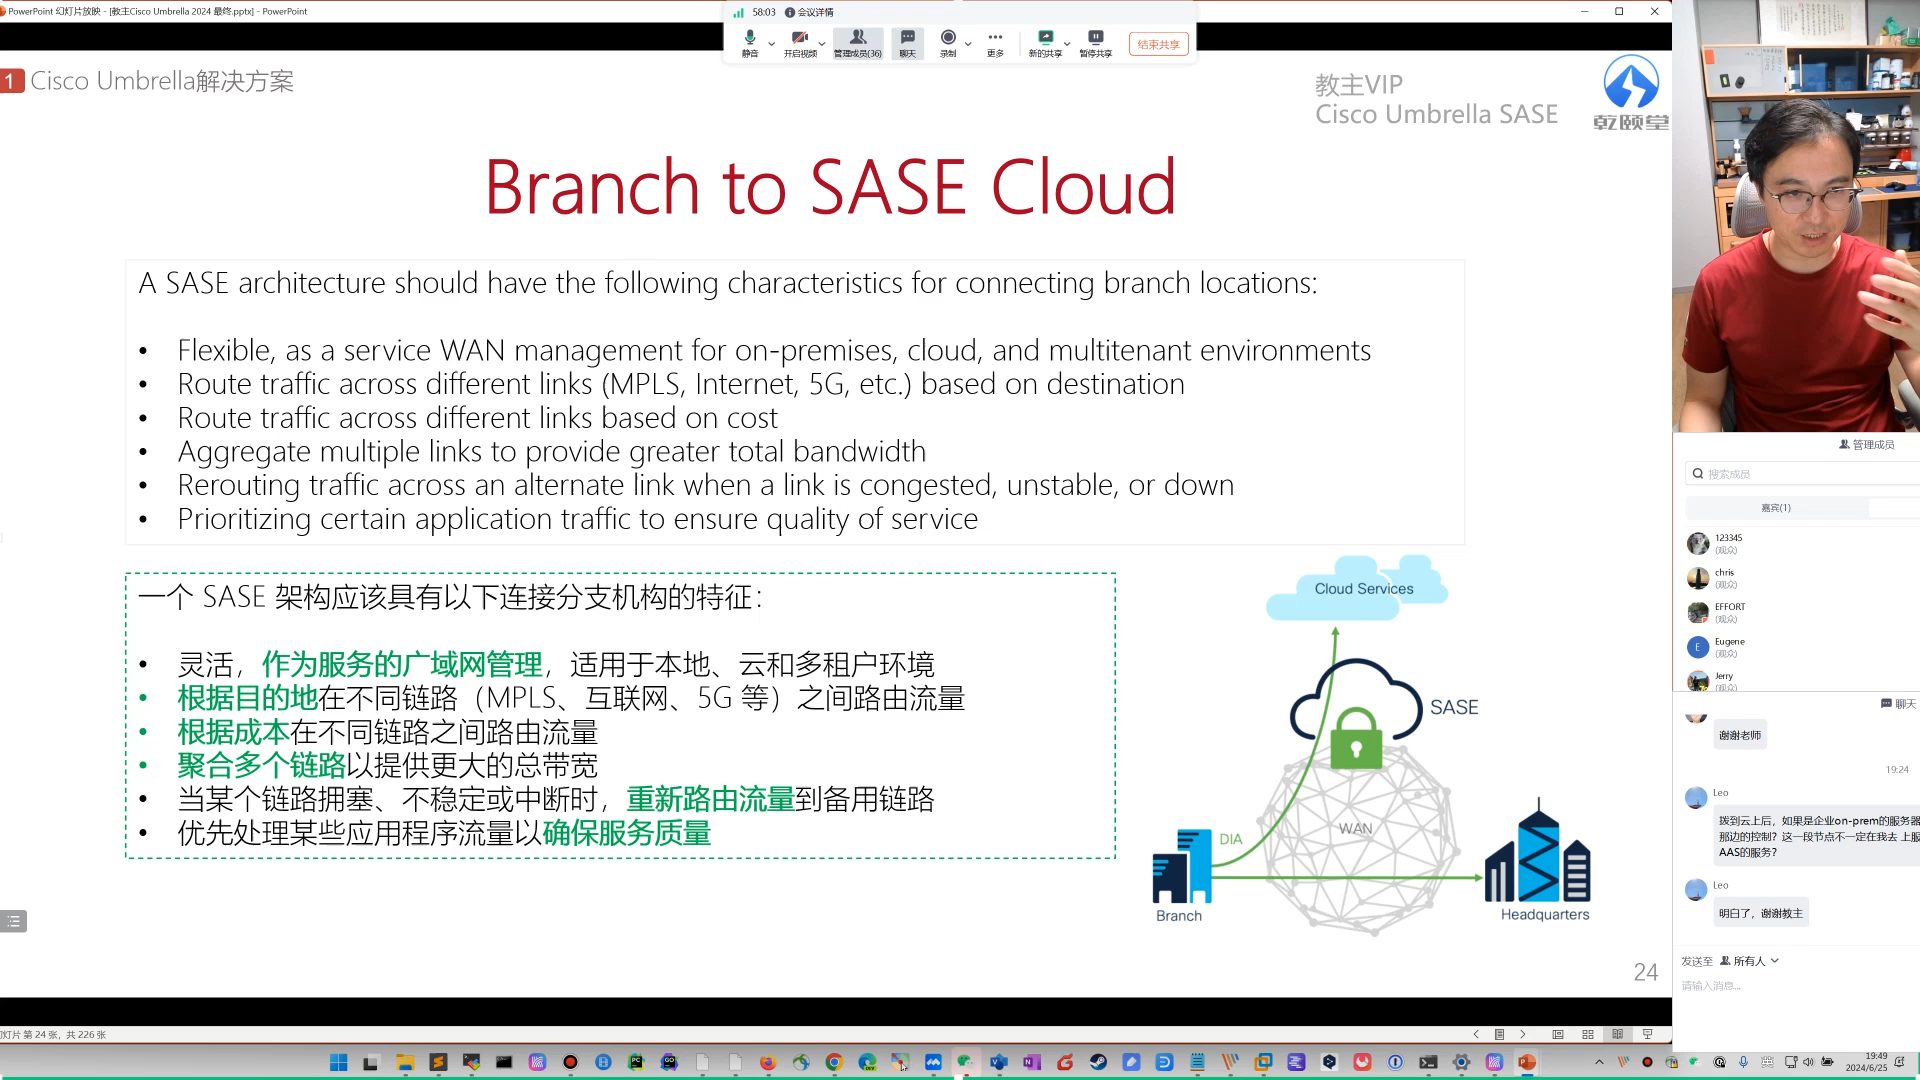 PowerPoint 幻灯片放映 - [教主Cisco Umbrella 2024 最终.pptx] - PowerPoint
58:03 会议详情
静音 开启视频 管理成员(36) 聊天 录制 更多 新的共享 暂停共享 结束共享
1 Cisco Umbrella解决方案
教主VIP
Cisco Umbrella SASE
乾颐堂
Branch to SASE Cloud
A SASE architecture should have the following characteristics for connecting branch locations:
• Flexible, as a service WAN management for on-premises, cloud, and multitenant environments
• Route traffic across different links (MPLS, Internet, 5G, etc.) based on destination
• Route traffic across different links based on cost
• Aggregate multiple links to provide greater total bandwidth
• Rerouting traffic across an alternate link when a link is congested, unstable, or down
• Prioritizing certain application traffic to ensure quality of service
一个 SASE 架构应该具有以下连接分支机构的特征：
• 灵活，作为服务的广域网管理，适用于本地、云和多租户环境
• 根据目的地在不同链路（MPLS、互联网、5G 等）之间路由流量
• 根据成本在不同链路之间路由流量
• 聚合多个链路以提供更大的总带宽
• 当某个链路拥塞、不稳定或中断时，重新路由流量到备用链路
• 优先处理某些应用程序流量以确保服务质量
Cloud Services
SASE
WAN
DIA
Branch
Headquarters
24
管理成员
搜索成员
嘉宾(1)
123345
(观众)
chris
(观众)
EFFORT
(观众)
E
Eugene
(观众)
Jerry
(观众)
聊天
谢谢老师
19:24
Leo
拨到云上后，如果是企业on-prem的服务器
那边的控制？这一段节点不一定在我去 上服
AAS的服务？
Leo
明白了，谢谢教主
发送至 所有人
请输入消息...
灯片 第 24 张，共 226 张
19:49
2024/6/25